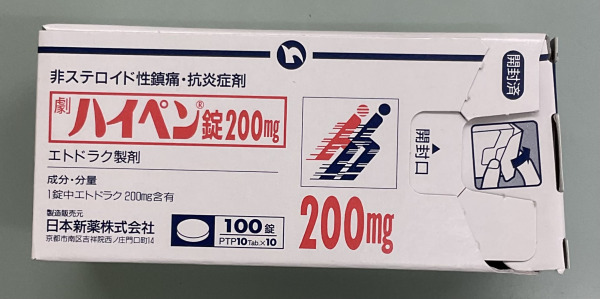 非ステロイド性鎮痛・抗炎症剤
劇 ハイペン®錠200mg
エトドラク製剤
成分・分量
1錠中エトドラク200mg含有
製造販売元
日本新薬株式会社
京都市南区吉祥院西ノ庄門口町14
100錠
PTP10Tab.×10
200mg
開封口
開封済